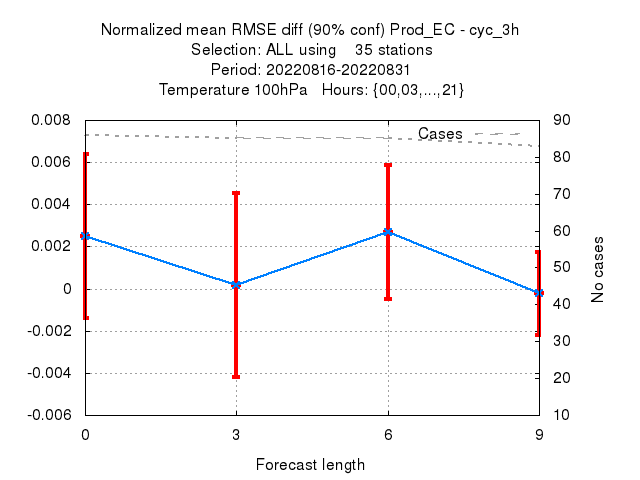 Normalized mean RMSE diff (90% conf) Prod_EC - cyc_3h
Selection: ALL using    35 stations
Period: 20220816-20220831
Temperature 100hPa   Hours: {00,03,...,21}
0.008 90
Cases
0.006 80
70
0.004
60
0.002
50
0
40
-0.002
30
-0.004
20
-0.006 10
No cases
0 3 6 9
Forecast length